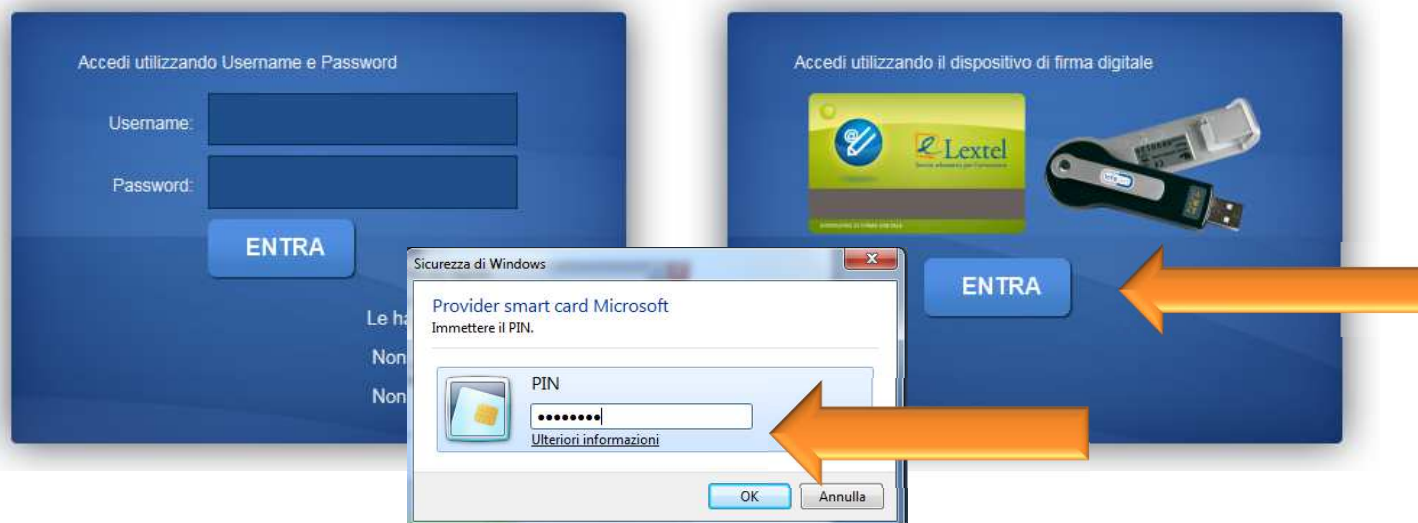 Accedi utilizzando Username e Password
Username:
Password:
ENTRA
Le ha
Non
Non
Accedi utilizzando il dispositivo di firma digitale
Lextel
ENTRA
Sicurezza di Windows
Provider smart card Microsoft
Immettere il PIN.
PIN
••••••••
Ulteriori informazioni
OK
Annulla